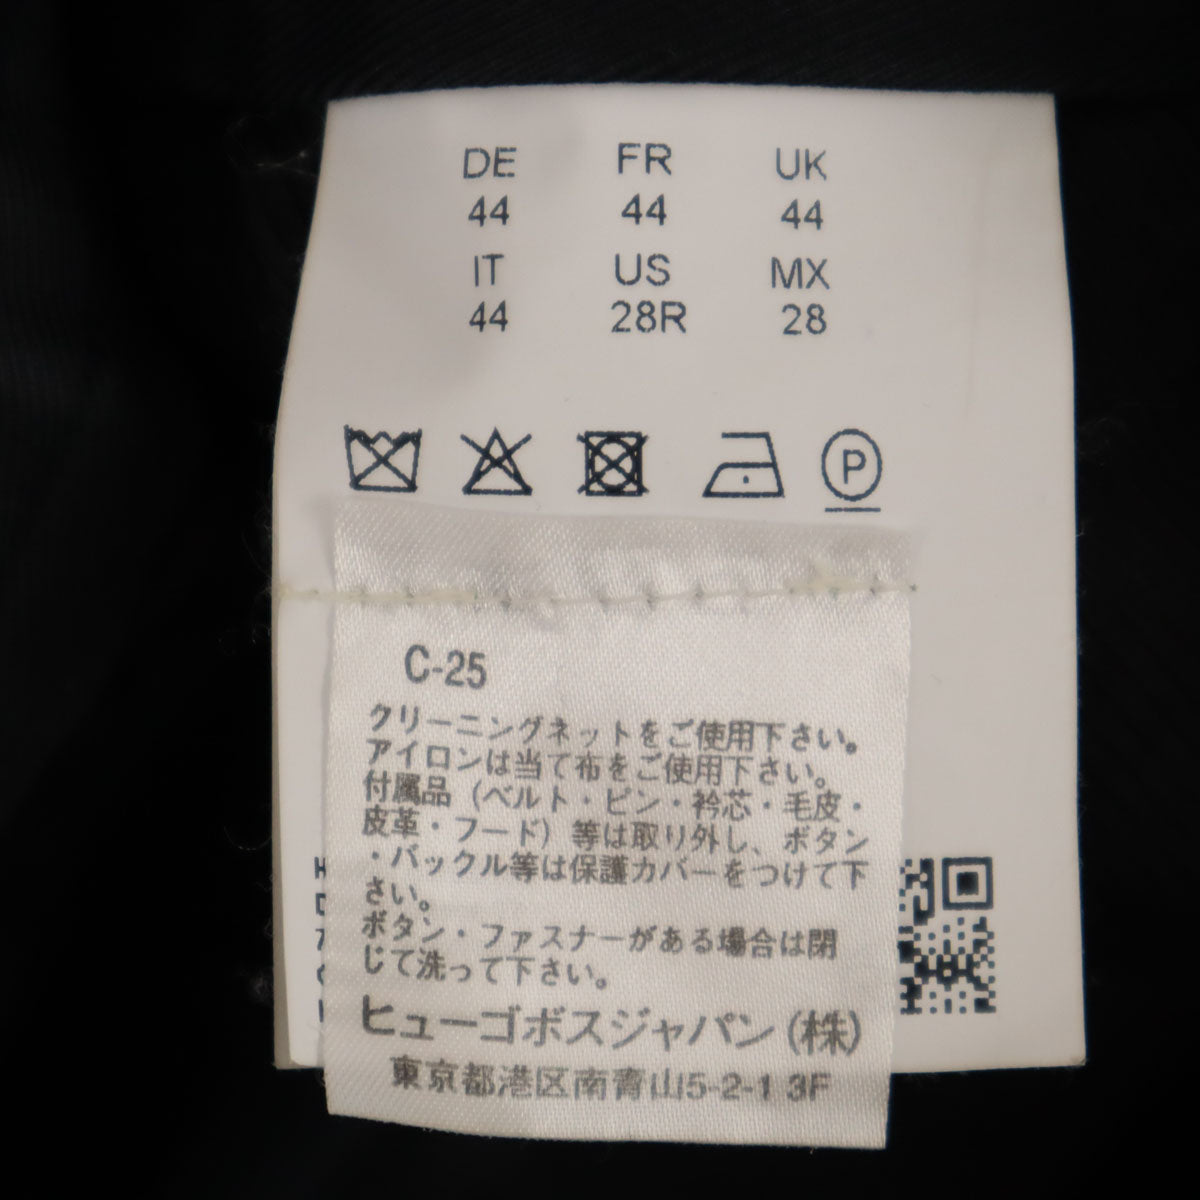 DE FR UK
44 44 44
IT US MX
44 28R 28
P
C-25
クリーニングネットをご使用下さい。
アイロンは当て布をご使用下さい。
付属品（ベルト・ピン・衿芯・毛皮・
皮革・フード）等は取り外し、ボタン
・バックル等は保護カバーをつけて下
さい。
ボタン・ファスナーがある場合は閉
じて洗って下さい。
ヒューゴボスジャパン(株)
東京都港区南青山5-2-1 3F